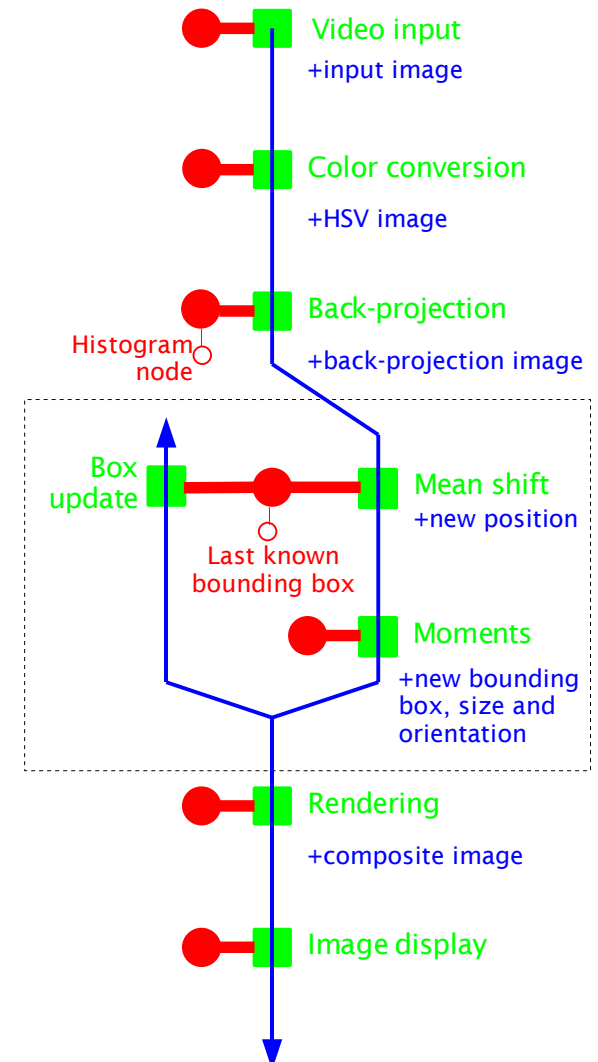 Video input
+input image
Color conversion
+HSV image
Back-projection
Histogram
node
+back-projection image
Box
update
Mean shift
+new position
Last known
bounding box
Moments
+new bounding
box, size and
orientation
Rendering
+composite image
Image display